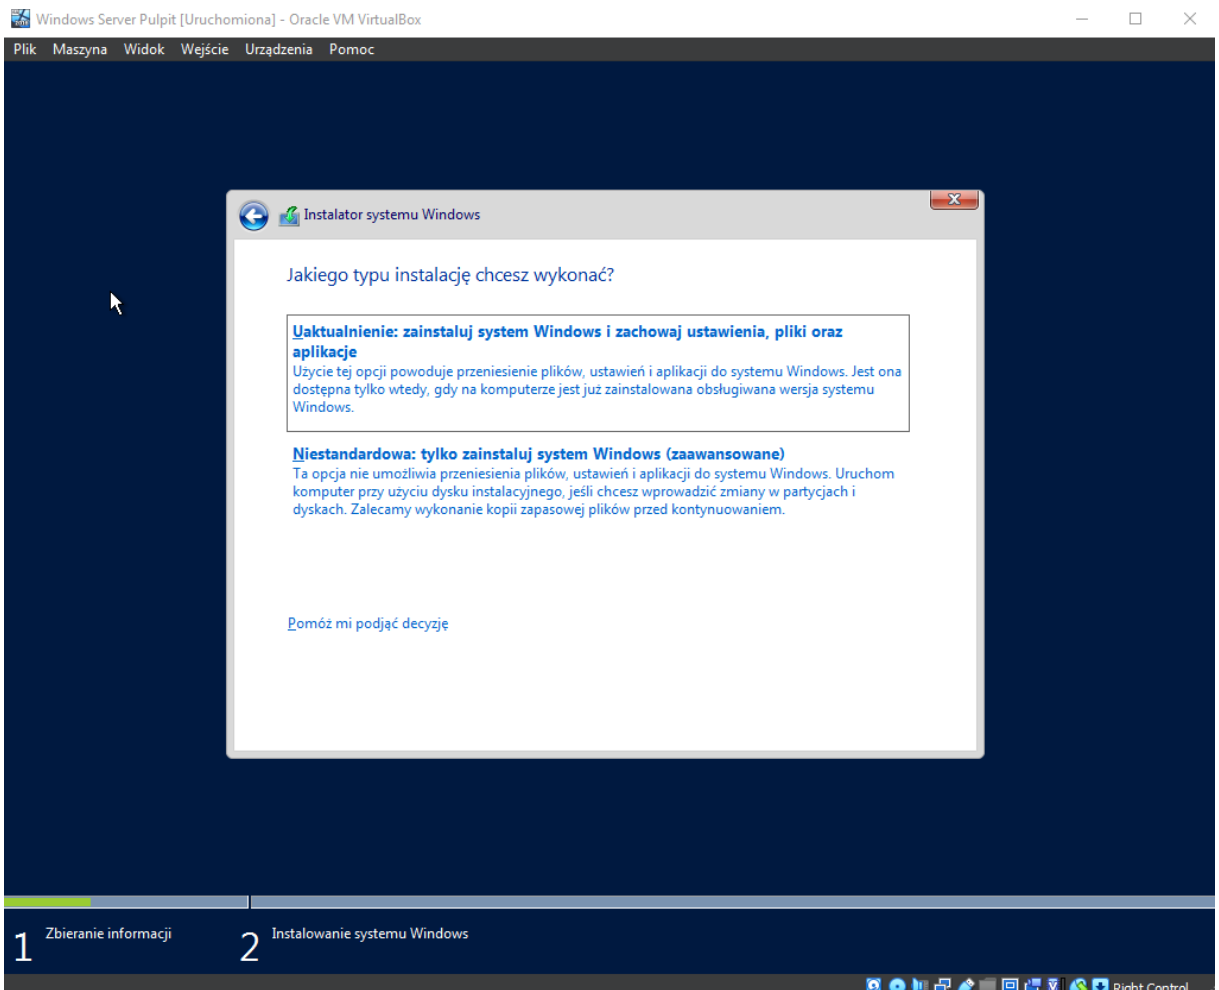 Windows Server Pulpit [Uruchomiona] - Oracle VM VirtualBox
Plik Maszyna Widok Wejście Urządzenia Pomoc
Instalator systemu Windows
Jakiego typu instalację chcesz wykonać?
Uaktualnienie: zainstaluj system Windows i zachowaj ustawienia, pliki oraz
aplikacje
Użycie tej opcji powoduje przeniesienie plików, ustawień i aplikacji do systemu Windows. Jest ona
dostępna tylko wtedy, gdy na komputerze jest już zainstalowana obsługiwana wersja systemu
Windows.
Niestandardowa: tylko zainstaluj system Windows (zaawansowane)
Ta opcja nie umożliwia przeniesienia plików, ustawień i aplikacji do systemu Windows. Uruchom
komputer przy użyciu dysku instalacyjnego, jeśli chcesz wprowadzić zmiany w partycjach i
dyskach. Zalecamy wykonanie kopii zapasowej plików przed kontynuowaniem.
Pomóż mi podjąć decyzję
1 Zbieranie informacji
2 Instalowanie systemu Windows
Right Control